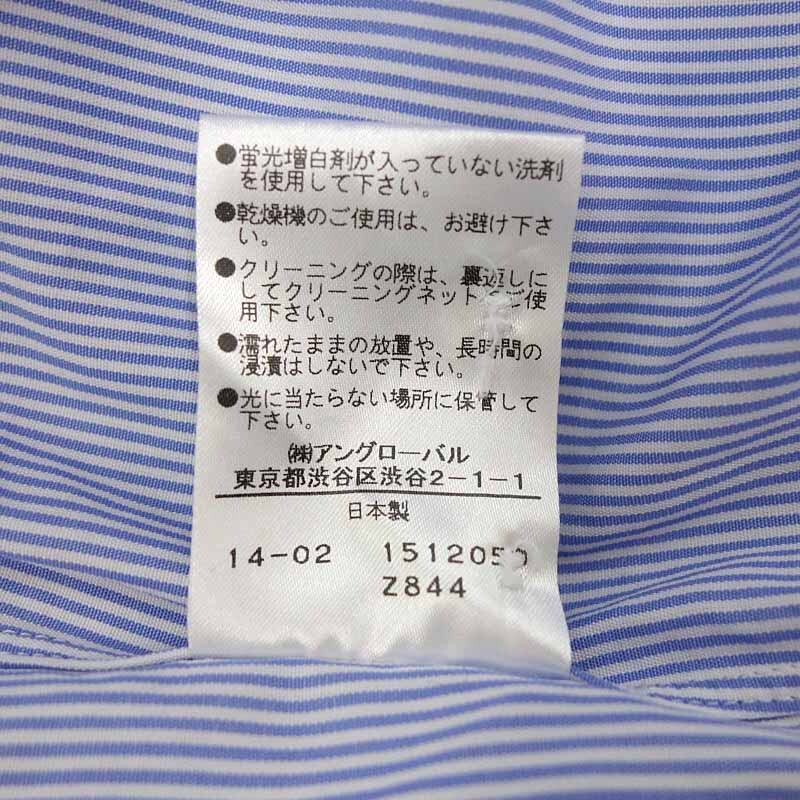 ●蛍光増白剤が入っていない洗剤
を使用して下さい。
●乾燥機のご使用は、お避け下さ
い。
●クリーニングの際は、裏返しに
してクリーニングネットをご使
用下さい。
●濡れたままの放置や、長時間の
浸漬はしないで下さい。
●光に当たらない場所に保管して
下さい。
㈱アングローバル
東京都渋谷区渋谷2-1-1
日本製
14-02 1512050
Z844